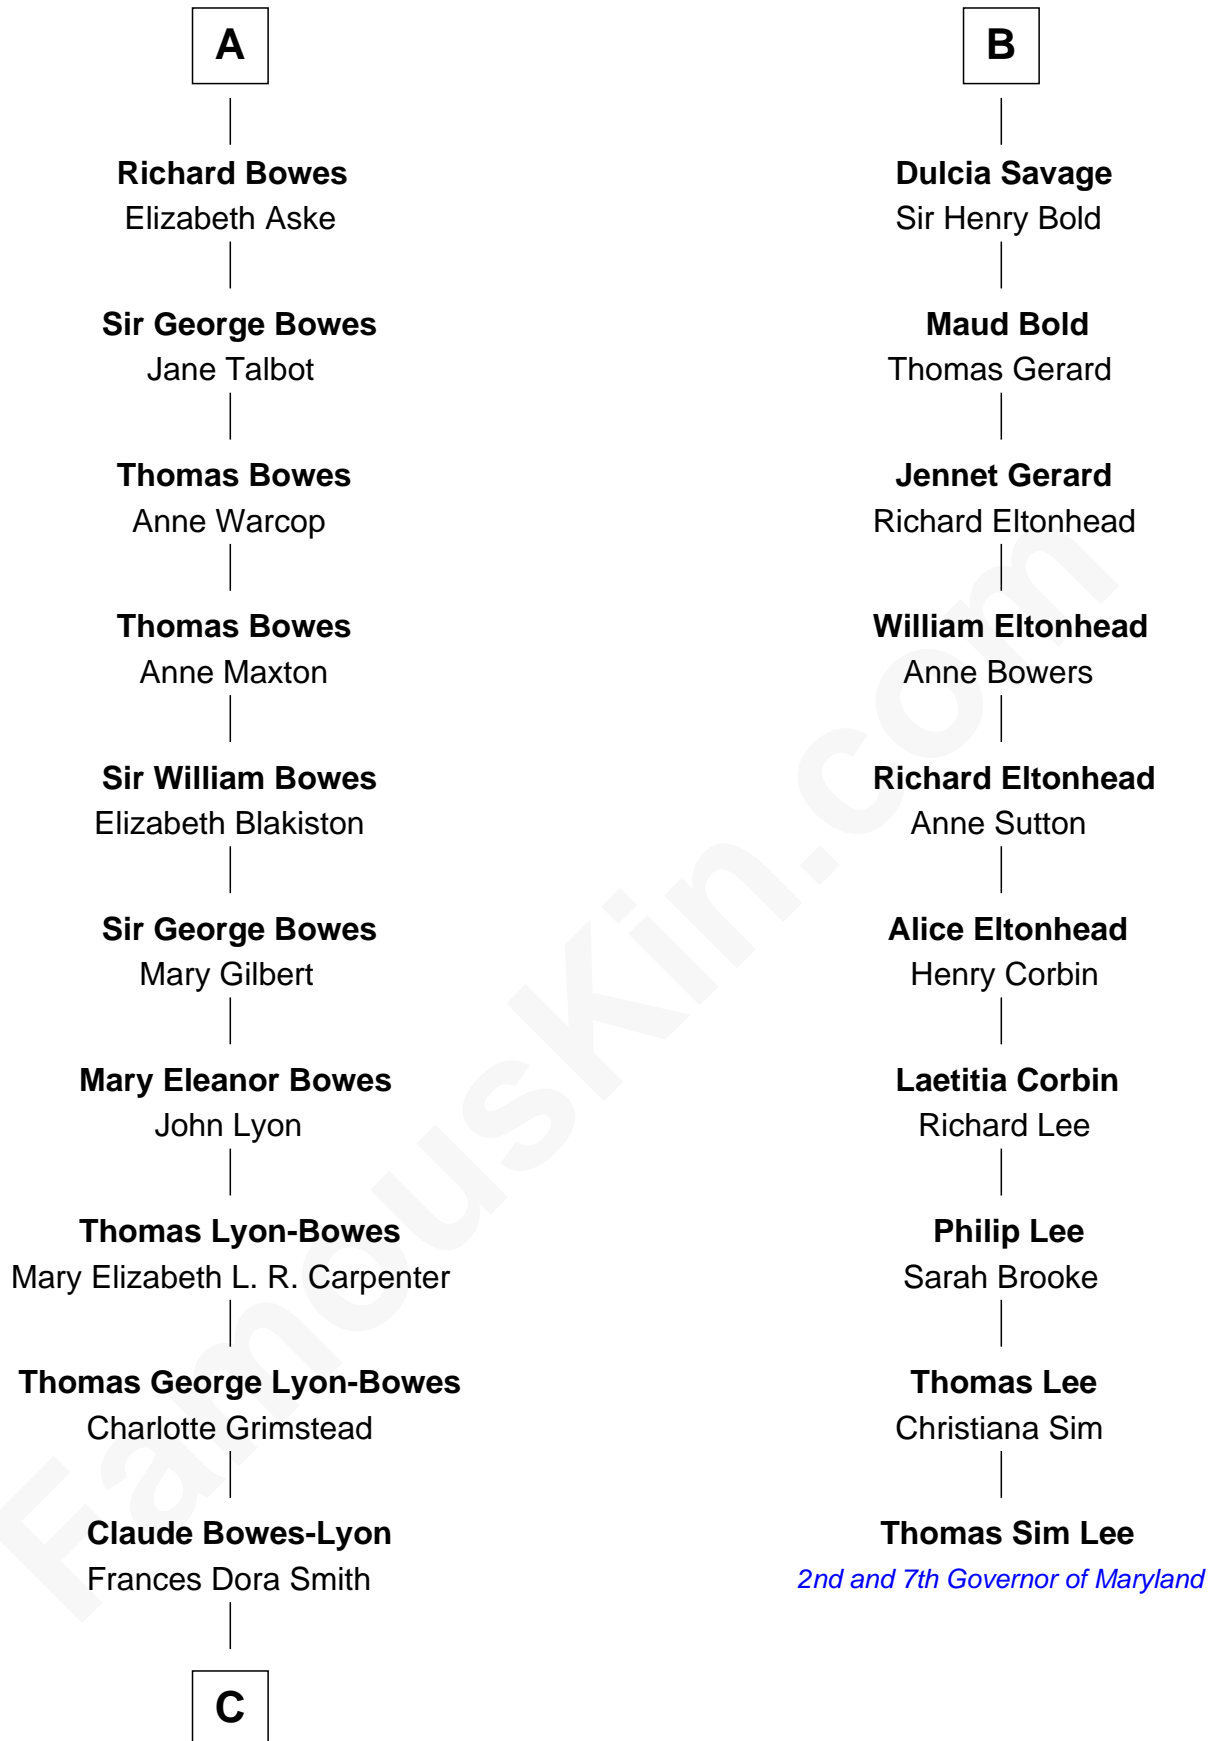 A
Richard Bowes
Elizabeth Aske
Sir George Bowes
Jane Talbot
Thomas Bowes
Anne Warcop
Thomas Bowes
Anne Maxton
Sir William Bowes
Elizabeth Blakiston
Sir George Bowes
Mary Gilbert
Mary Eleanor Bowes
John Lyon
Thomas Lyon-Bowes
Mary Elizabeth L. R. Carpenter
Thomas George Lyon-Bowes
Charlotte Grimstead
Claude Bowes-Lyon
Frances Dora Smith
C
B
Dulcia Savage
Sir Henry Bold
Maud Bold
Thomas Gerard
Jennet Gerard
Richard Eltonhead
William Eltonhead
Anne Bowers
Richard Eltonhead
Anne Sutton
Alice Eltonhead
Henry Corbin
Laetitia Corbin
Richard Lee
Philip Lee
Sarah Brooke
Thomas Lee
Christiana Sim
Thomas Sim Lee
2nd and 7th Governor of Maryland
FamousKin.com